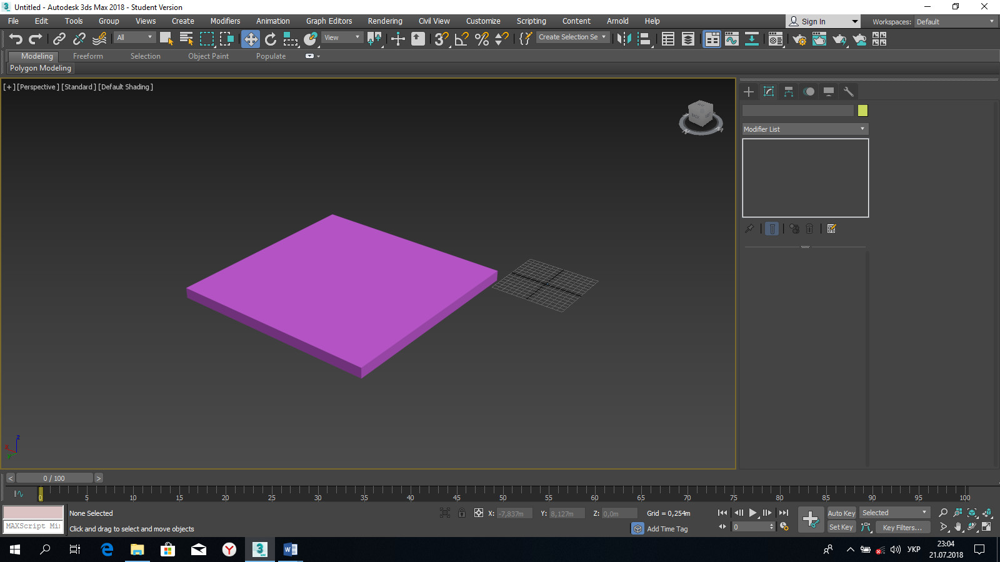 Untitled - Autodesk 3ds Max 2018 - Student Version
File Edit Tools Group Views Create Modifiers Animation Graph Editors Rendering Civil View Customize Scripting Content Arnold Help Sign In Workspaces: Default
All View Create Selection Se
Modeling Freeform Selection Object Paint Populate
Polygon Modeling
[+] [Perspective] [Standard] [Default Shading]
BACK
N
Modifier List
z
x
y
< 0 / 100 >
0 5 10 15 20 25 30 35 40 45 50 55 60 65 70 75 80 85 90 95 100
None Selected X: -7,837m Y: 8,127m Z: 0,0m Grid = 0,254m Auto Key Selected
MAXScript Mi
Click and drag to select and move objects Add Time Tag 0 Set Key Key Filters...
УКР
23:04
21.07.2018